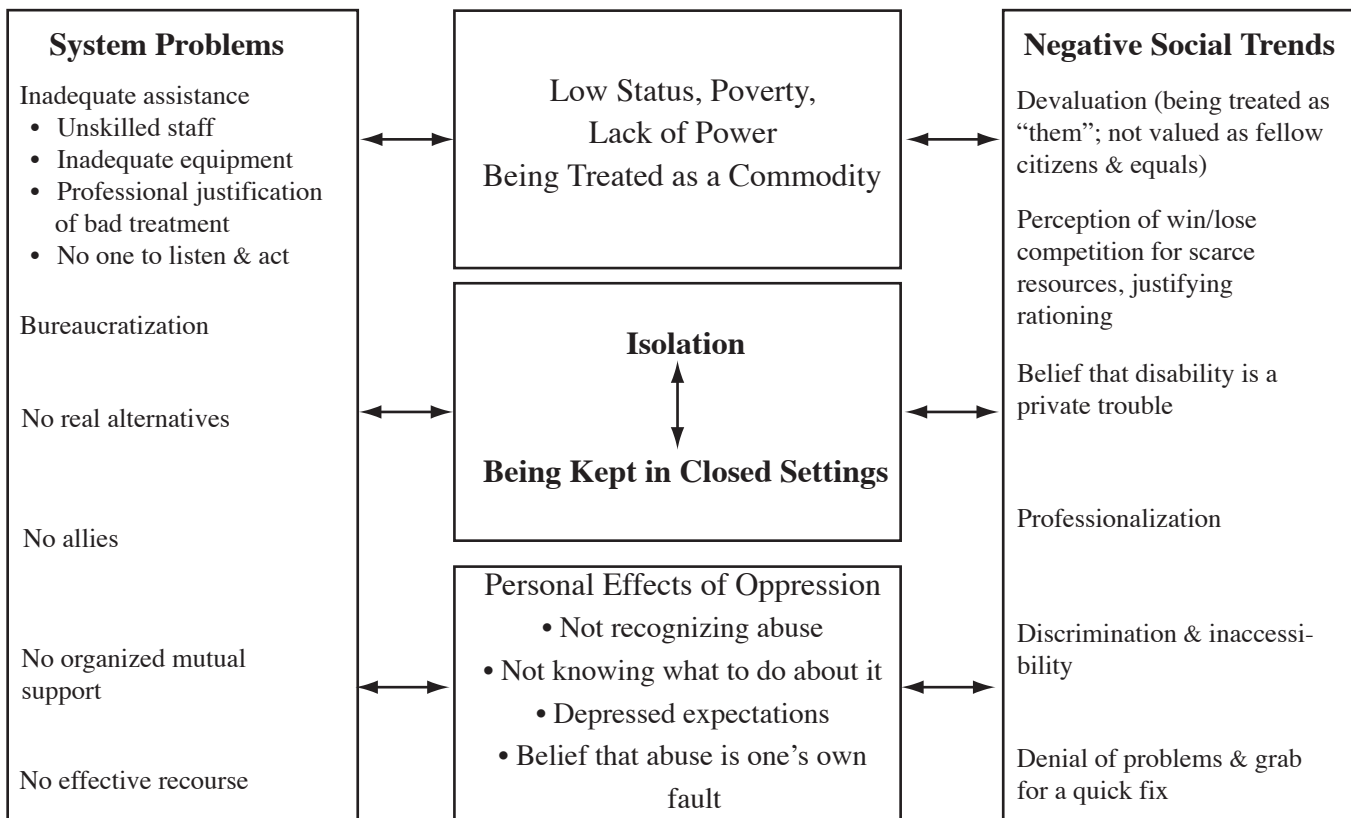 System Problems
Inadequate assistance
• Unskilled staff
• Inadequate equipment
• Professional justification
of bad treatment
• No one to listen & act
Bureaucratization
No real alternatives
No allies
No organized mutual
support
No effective recourse
Low Status, Poverty,
Lack of Power
Being Treated as a Commodity
Isolation
Being Kept in Closed Settings
Personal Effects of Oppression
• Not recognizing abuse
• Not knowing what to do about it
• Depressed expectations
• Belief that abuse is one’s own
fault
Negative Social Trends
Devaluation (being treated as
“them”; not valued as fellow
citizens & equals)
Perception of win/lose
competition for scarce
resources, justifying
rationing
Belief that disability is a
private trouble
Professionalization
Discrimination & inaccessi-
bility
Denial of problems & grab
for a quick fix